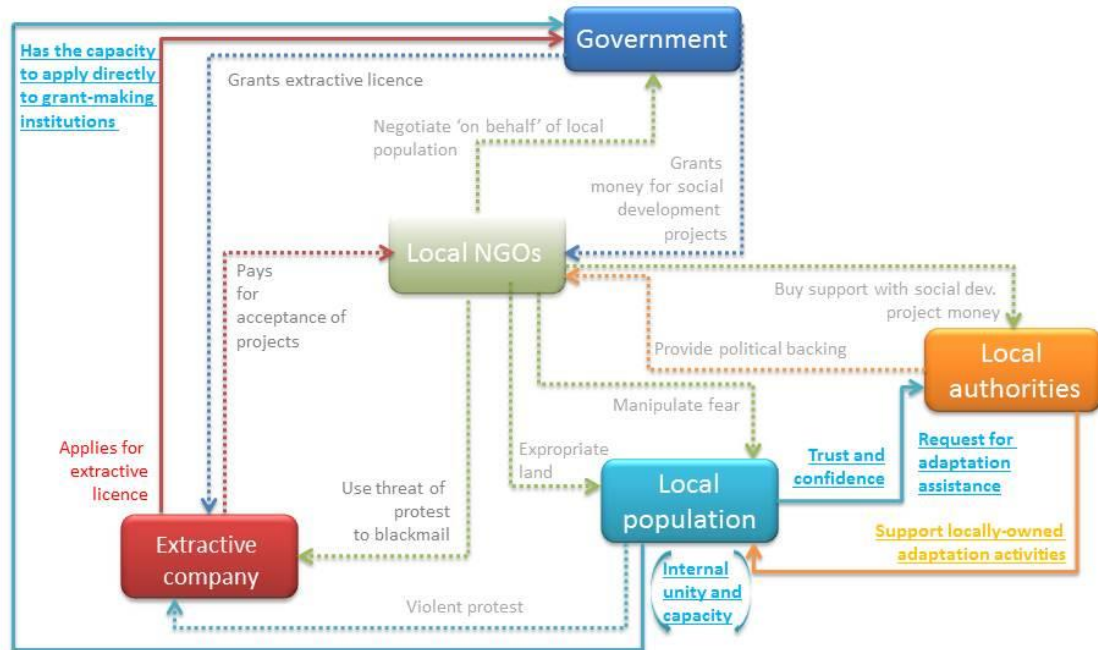 Government
Has the capacity
to apply directly
to grant-making
institutions
Grants extractive licence
Negotiate ‘on behalf’ of local
population
Grants
money for social
development
projects
Local NGOs
Pays
for
acceptance of
projects
Buy support with social dev.
project money
Provide political backing
Local
authorities
Manipulate fear
Applies for
extractive
licence
Expropriate
land
Trust and
confidence
Request for
adaptation
assistance
Use threat of
protest
to blackmail
Local
population
Extractive
company
Support locally-owned
adaptation activities
Internal
unity and
capacity
Violent protest